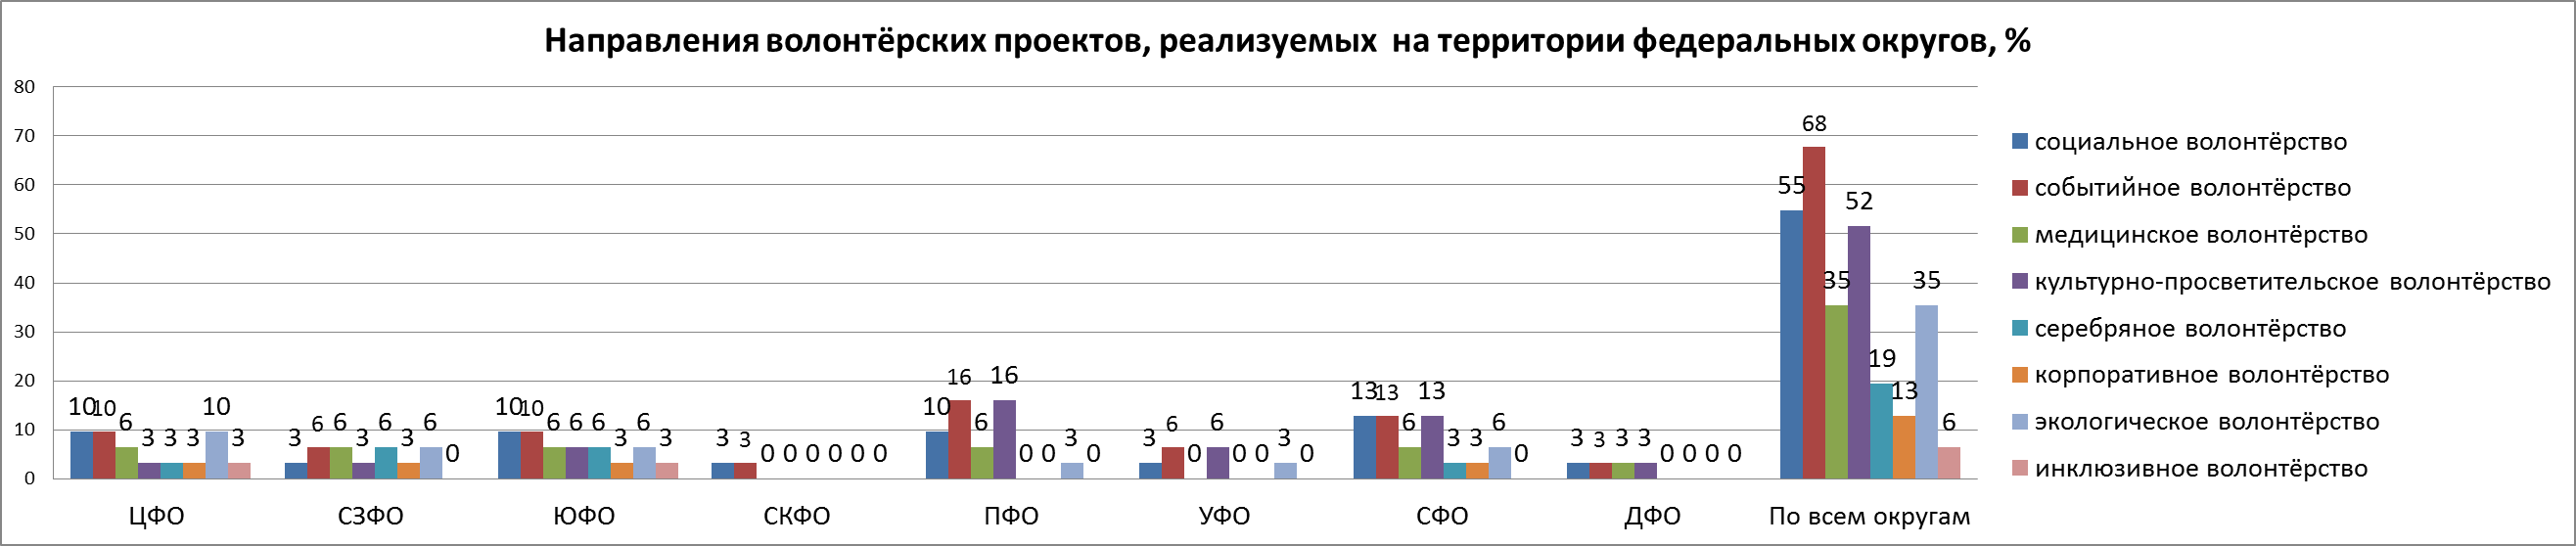 Направления волонтёрских проектов, реализуемых на территории федеральных округов, %
80
70
60
50
40
30
20
10
0
10 10 6 3 3 3 10 3
3 6 6 3 6 3 6 0
10 10 6 6 6 3 6 3
3 3 0 0 0 0 0 0
10 16 6 16 0 0 3 0
3 6 0 6 0 0 3 0
13 13 6 13 3 3 6 0
3 3 3 3 0 0 0 0
55 68 35 52 19 13 35 6
ЦФО СЗФО ЮФО СКФО ПФО УФО СФО ДФО По всем округам
социальное волонтёрство
событийное волонтёрство
медицинское волонтёрство
культурно-просветительское волонтёрство
серебряное волонтёрство
корпоративное волонтёрство
экологическое волонтёрство
инклюзивное волонтёрство